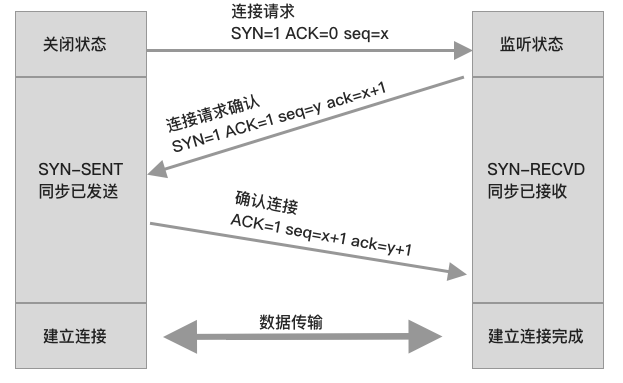 连接请求
SYN=1 ACK=0 seq=x
关闭状态
监听状态
连接请求确认
SYN=1 ACK=1 seq=y ack=x+1
SYN-SENT
同步已发送
SYN-RECVD
同步已接收
确认连接
ACK=1 seq=x+1 ack=y+1
建立连接
数据传输
建立连接完成